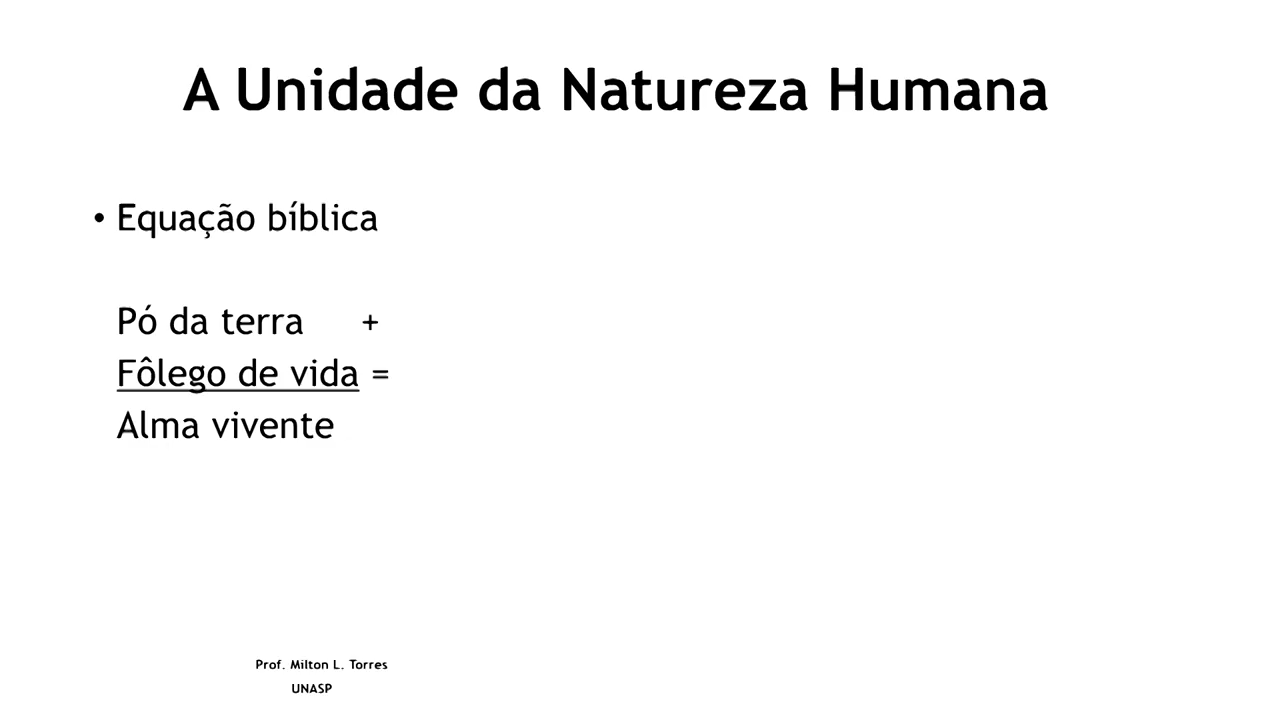 A Unidade da Natureza Humana
• Equação bíblica
Pó da terra +
Fôlego de vida =
Alma vivente
Prof. Milton L. Torres
UNASP